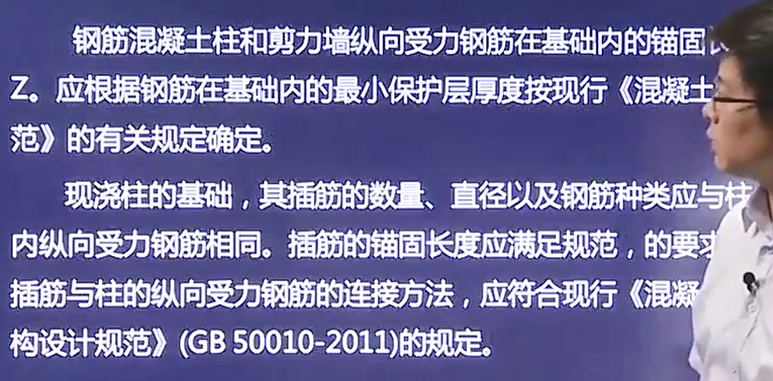 钢筋混凝土柱和剪力墙纵向受力钢筋在基础内的锚固长
Z。应根据钢筋在基础内的最小保护层厚度按现行《混凝土
范》的有关规定确定。
现浇柱的基础，其插筋的数量、直径以及钢筋种类应与柱
内纵向受力钢筋相同。插筋的锚固长度应满足规范，的要求
插筋与柱的纵向受力钢筋的连接方法，应符合现行《混凝
构设计规范》(GB 50010-2011)的规定。